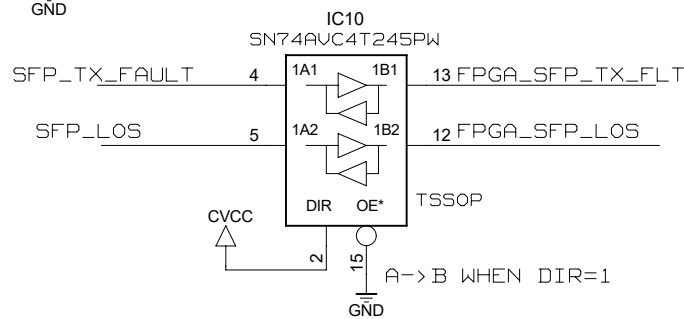 GND
IC10
SN74AVC4T245PW
SFP_TX_FAULT 4 1A1 1B1 13 FPGA_SFP_TX_FLT
SFP_LOS 5 1A2 1B2 12 FPGA_SFP_LOS
DIR OE* TSSOP
CVCC
2 15 A->B WHEN DIR=1
GND